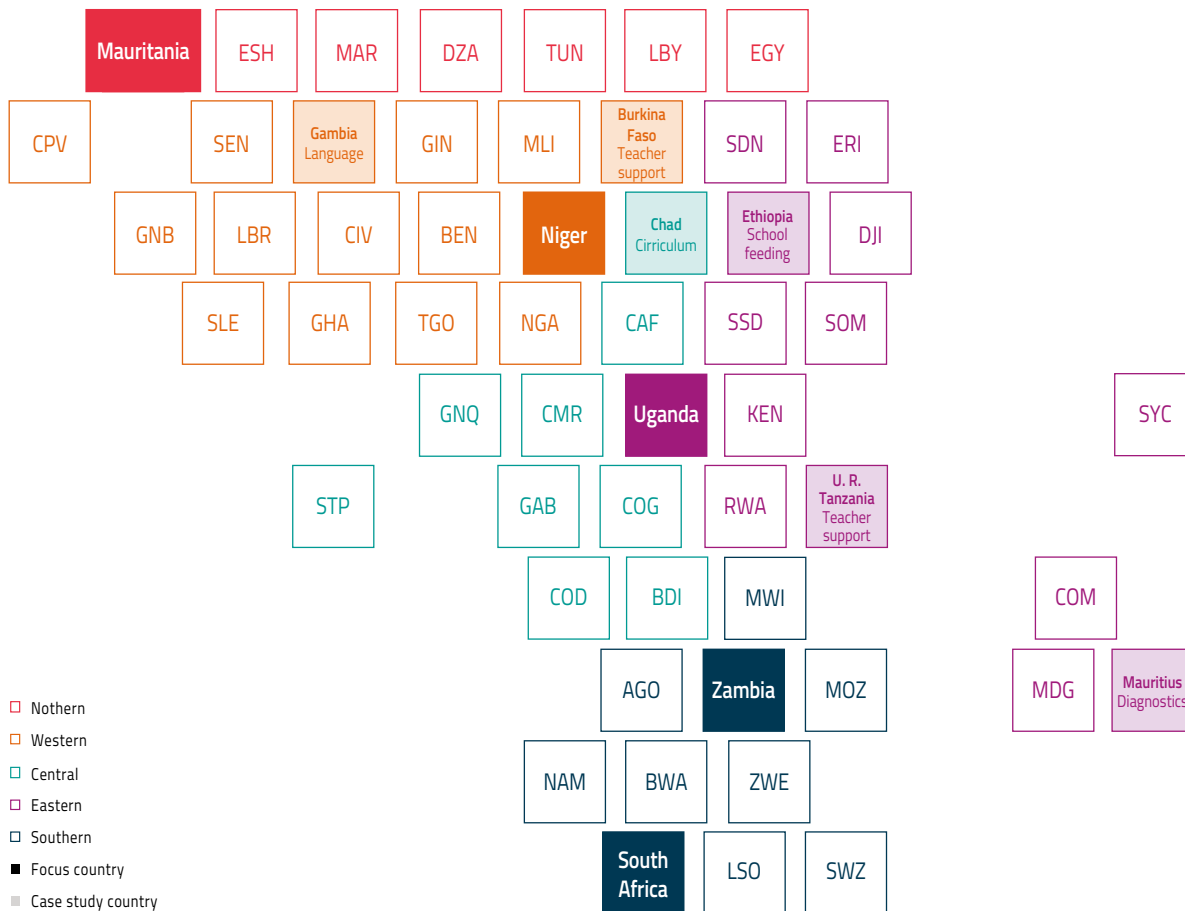 Mauritania
ESH
MAR
DZA
TUN
LBY
EGY
CPV
SEN
Gambia
Language
GIN
MLI
Burkina
Faso
Teacher
support
SDN
ERI
GNB
LBR
CIV
BEN
Niger
Chad
Cirriculum
Ethiopia
School
feeding
DJI
SLE
GHA
TGO
NGA
CAF
SSD
SOM
GNQ
CMR
Uganda
KEN
SYC
STP
GAB
COG
RWA
U. R.
Tanzania
Teacher
support
COD
BDI
MWI
COM
AGO
Zambia
MOZ
MDG
Mauritius
Diagnostics
NAM
BWA
ZWE
South
Africa
LSO
SWZ
Nothern
Western
Central
Eastern
Southern
Focus country
Case study country